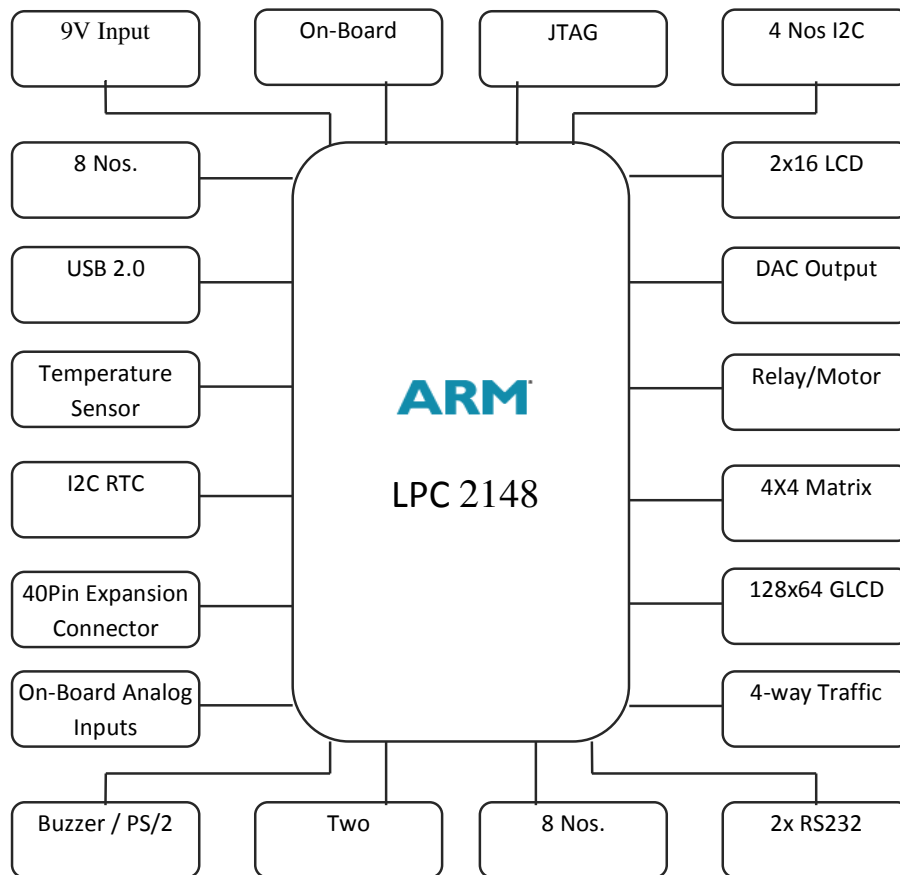 9V Input
On-Board
JTAG
4 Nos I2C
8 Nos.
2x16 LCD
USB 2.0
DAC Output
Temperature
Sensor
Relay/Motor
ARM
I2C RTC
LPC 2148
4X4 Matrix
40Pin Expansion
Connector
128x64 GLCD
On-Board Analog
Inputs
4-way Traffic
Buzzer / PS/2
Two
8 Nos.
2x RS232